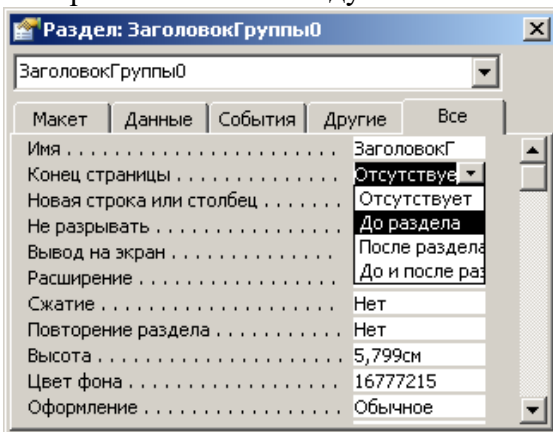 Раздел: ЗаголовокГруппы0
ЗаголовокГруппы0
Макет Данные События Другие Все
Имя . . . . . . . . . . . . . . . . . . . . . . . ЗаголовокГ
Конец страницы . . . . . . . . . . . . . Отсутствуе
Новая строка или столбец . . . . . . . Отсутствует
Не разрывать . . . . . . . . . . . . . . . До раздела
Вывод на экран . . . . . . . . . . . . . После раздела
Расширение . . . . . . . . . . . . . . . . До и после раз
Сжатие . . . . . . . . . . . . . . . . . . . . Нет
Повторение раздела . . . . . . . . . . Нет
Высота . . . . . . . . . . . . . . . . . . . . 5,799см
Цвет фона . . . . . . . . . . . . . . . . . 16777215
Оформление . . . . . . . . . . . . . . . . Обычное